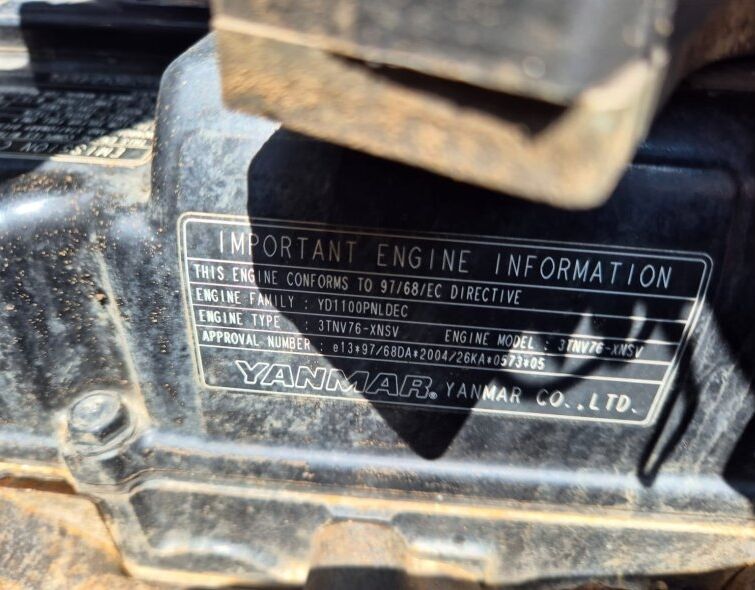 IMPORTANT ENGINE INFORMATION
THIS ENGINE CONFORMS TO 97/68/EC DIRECTIVE
ENGINE FAMILY : YD1100PNLDEC
ENGINE TYPE : 3TNV76-XNSV ENGINE MODEL : 3TNV76-XNSV
APPROVAL NUMBER : e13*97/68DA*2004/26KA*0573*05
YANMAR® YANMAR CO.,LTD.